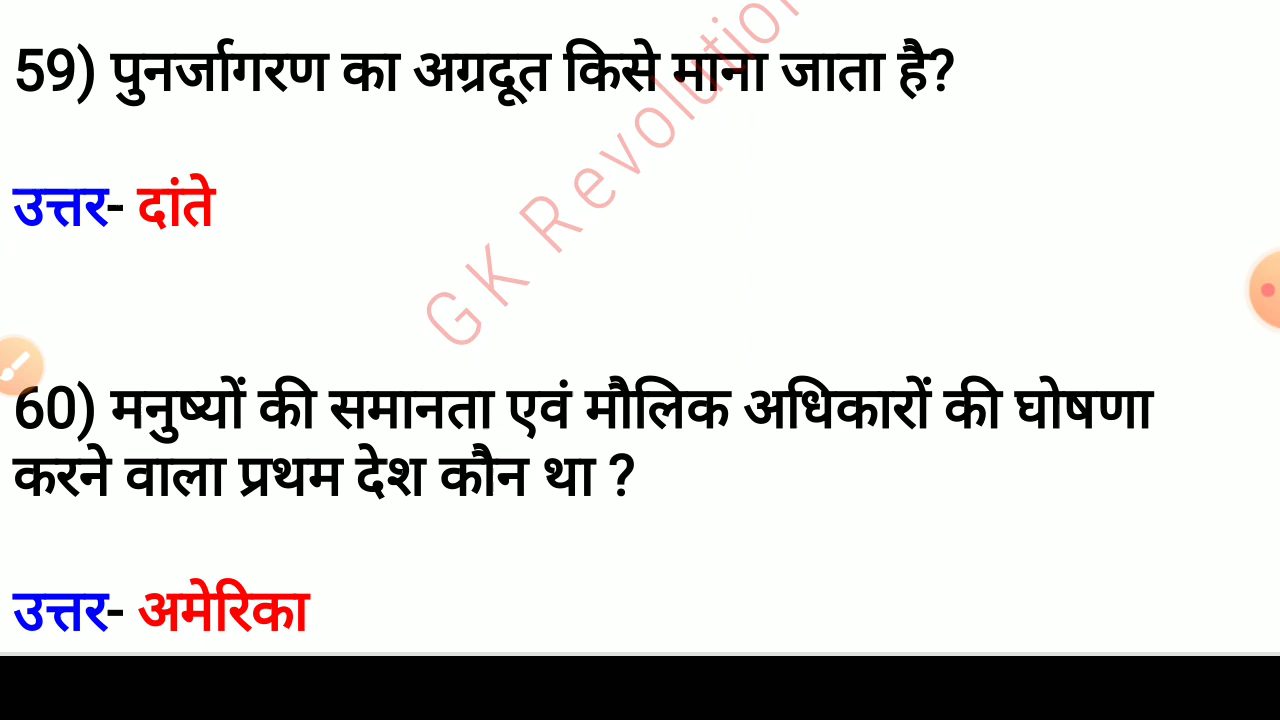 59) पुनर्जागरण का अग्रदूत किसे माना जाता है?
उत्तर- दांते
GK Revolution
60) मनुष्यों की समानता एवं मौलिक अधिकारों की घोषणा
करने वाला प्रथम देश कौन था ?
उत्तर- अमेरिका